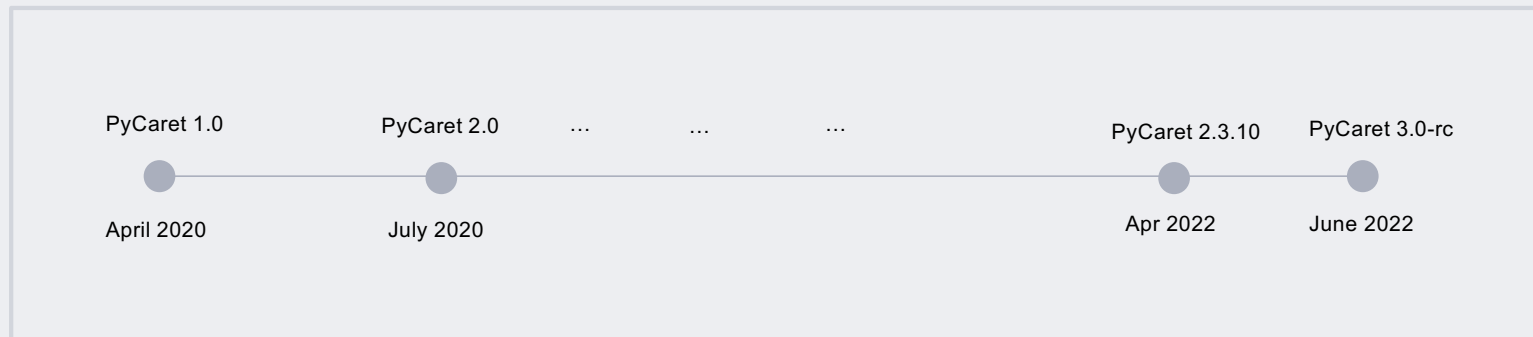 PyCaret 1.0
PyCaret 2.0
...
...
...
PyCaret 2.3.10
PyCaret 3.0-rc
April 2020
July 2020
Apr 2022
June 2022